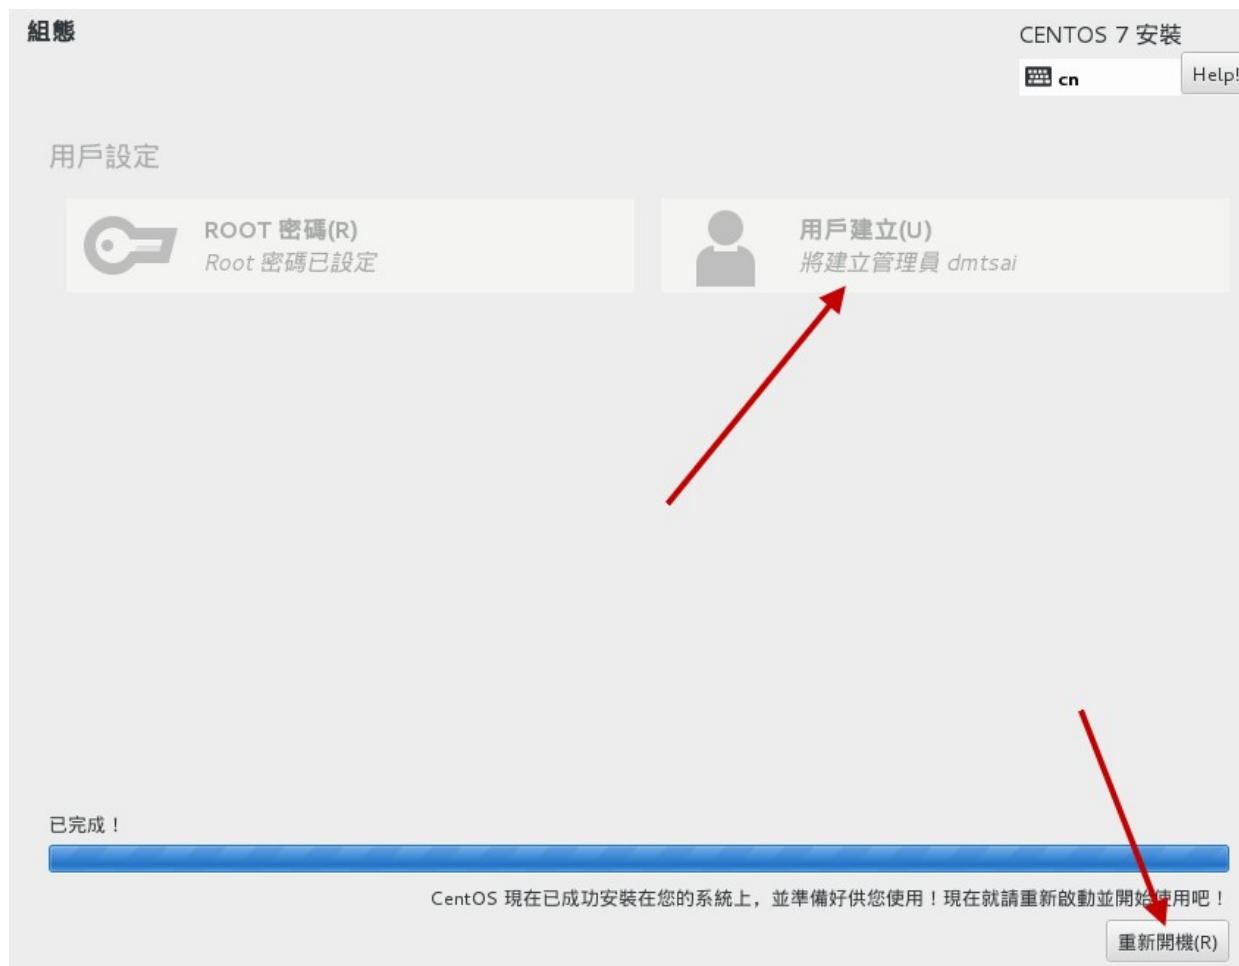 組態
CENTOS 7 安裝
cn
Help!
用戶設定
ROOT 密碼(R)
Root 密碼已設定
用戶建立(U)
將建立管理員 dmtsai
已完成！
CentOS 現在已成功安裝在您的系統上，並準備好供您使用！現在就請重新啟動並開始使用吧！
重新開機(R)